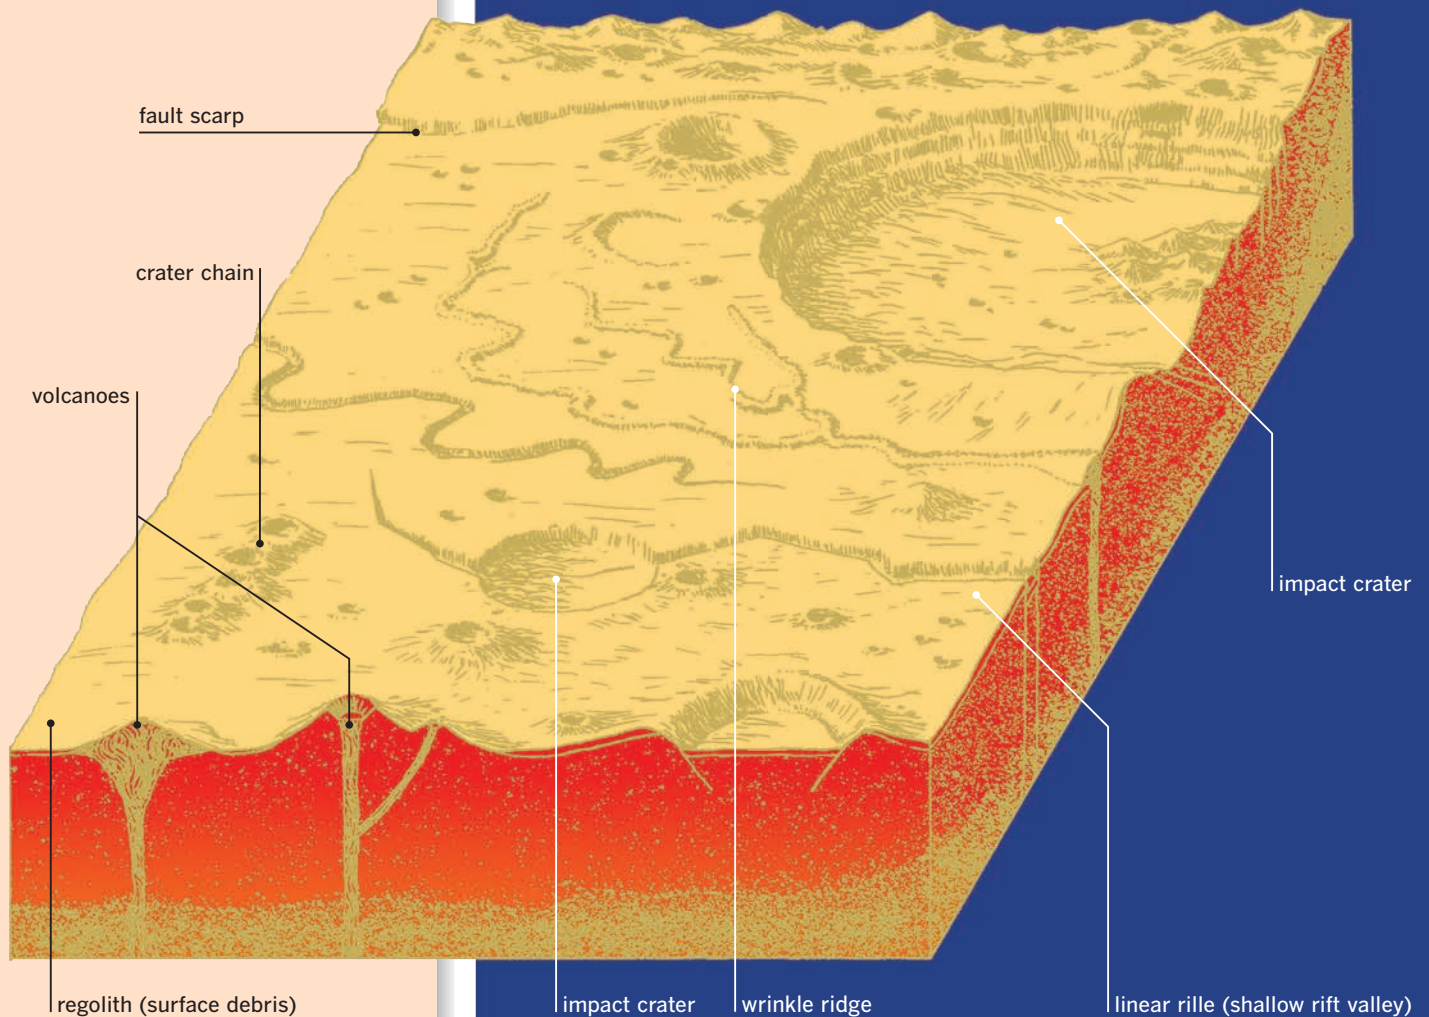 fault scarp
crater chain
volcanoes
impact crater
regolith (surface debris)
impact crater
wrinkle ridge
linear rille (shallow rift valley)